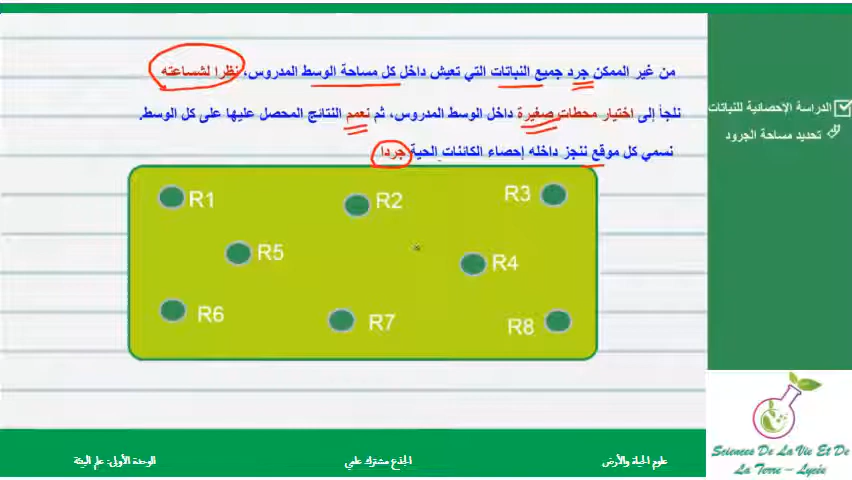 من غير الممكن جرد جميع النباتات التي تعيش داخل كل مساحة الوسط المدروس، نظرا لشساعته
نلجأ إلى اختيار محطات صغيرة داخل الوسط المدروس، ثم نعمم النتائج المحصل عليها على كل الوسط.
نسمي كل موقع ننجز داخله إحصاء الكائنات الحية جردا
الدراسة الإحصائية للنباتات
تحديد مساحة الجرود
R1
R2
R3
R5
R4
R6
R7
R8
Sciences De La Vie Et De
La Terre – Lycée
علوم الحياة والأرض
الجذع مشترك علمي
الوحدة الأولى: علم البيئة